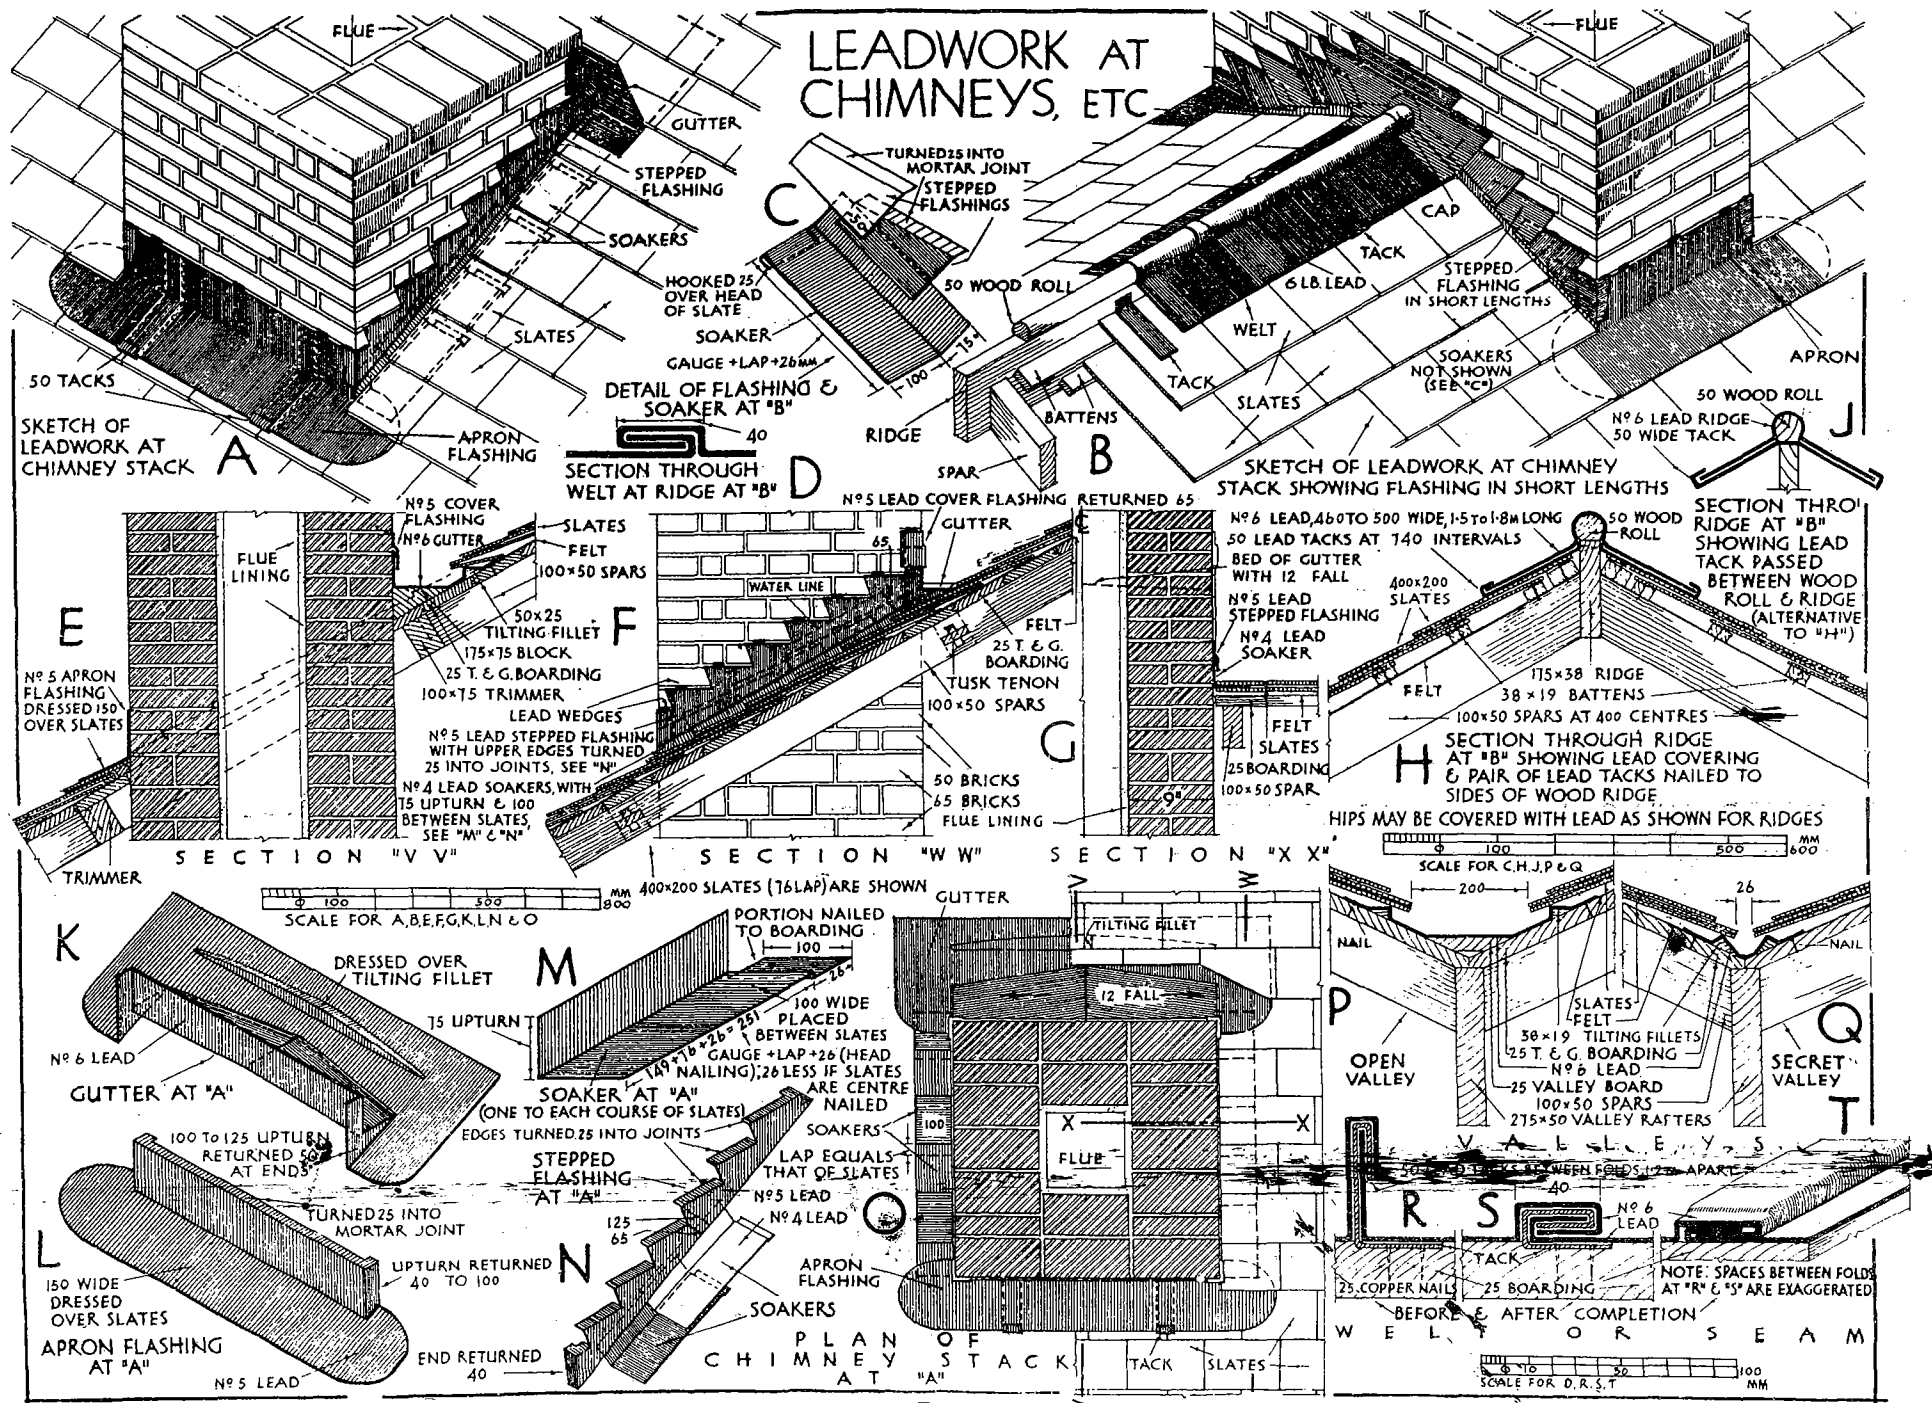 LEADWORK AT
CHIMNEYS, ETC
FLUE
GUTTER
STEPPED
FLASHING
SOAKERS
SLATES
50 TACKS
SKETCH OF
LEADWORK AT
CHIMNEY STACK
A
APRON
FLASHING
TURNED 25 INTO
MORTAR JOINT
STEPPED
FLASHINGS
C
HOOKED 25
OVER HEAD
OF SLATE
SOAKER
GAUGE + LAP + 26 MM
100
75
DETAIL OF FLASHING &
SOAKER AT "B"
40
SECTION THROUGH
WELT AT RIDGE AT "B"
D
FLUE
CAP
TACK
6 LB. LEAD
WELT
50 WOOD ROLL
STEPPED
FLASHING
IN SHORT LENGTHS
SOAKERS
NOT SHOWN
(SEE "C")
APRON
TACK
SLATES
BATTENS
RIDGE
SPAR
B
SKETCH OF LEADWORK AT CHIMNEY
STACK SHOWING FLASHING IN SHORT LENGTHS
50 WOOD ROLL
J
Nº 6 LEAD RIDGE
50 WIDE TACK
SECTION THRO'
RIDGE AT "B"
SHOWING LEAD
TACK PASSED
BETWEEN WOOD
ROLL & RIDGE
(ALTERNATIVE
TO "H")
Nº 5 COVER
FLASHING
Nº 6 GUTTER
SLATES
FELT
100×50 SPARS
FLUE
LINING
E
50×25
TILTING FILLET
175×75 BLOCK
25 T. & G. BOARDING
100×75 TRIMMER
Nº 5 APRON
FLASHING
DRESSED 150
OVER SLATES
LEAD WEDGES
Nº 5 LEAD STEPPED FLASHING
WITH UPPER EDGES TURNED
25 INTO JOINTS, SEE "N"
Nº 4 LEAD SOAKERS, WITH
75 UPTURN & 100
BETWEEN SLATES,
SEE "M" & "N"
SECTION "V V"
TRIMMER
Nº 5 LEAD COVER FLASHING RETURNED 65
GUTTER
65
WATER LINE
F
FELT
25 T. & G.
BOARDING
TUSK TENON
100×50 SPARS
50 BRICKS
65 BRICKS
FLUE LINING
SECTION "W W"
400×200 SLATES (76 LAP) ARE SHOWN
BED OF GUTTER
WITH 12 FALL
Nº 5 LEAD
STEPPED FLASHING
Nº 4 LEAD
SOAKER
G
FELT
SLATES
25 BOARDING
100×50 SPAR
9"
SECTION "X X"
Nº 6 LEAD, 460 TO 500 WIDE, 1·5 TO 1·8 M LONG
50 LEAD TACKS AT 740 INTERVALS
50 WOOD
ROLL
400×200
SLATES
FELT
175×38 RIDGE
38×19 BATTENS
100×50 SPARS AT 400 CENTRES
H
SECTION THROUGH RIDGE
AT "B" SHOWING LEAD COVERING
& PAIR OF LEAD TACKS NAILED TO
SIDES OF WOOD RIDGE
HIPS MAY BE COVERED WITH LEAD AS SHOWN FOR RIDGES
0 100 500 600 MM
SCALE FOR C, H, J, P & Q
0 100 500 800 MM
SCALE FOR A, B, E, F, G, K, L, N & O
K
DRESSED OVER
TILTING FILLET
Nº 6 LEAD
GUTTER AT "A"
100 TO 125 UPTURN
RETURNED 50
AT ENDS
TURNED 25 INTO
MORTAR JOINT
L
150 WIDE
DRESSED
OVER SLATES
UPTURN RETURNED
40 TO 100
APRON FLASHING
AT "A"
Nº 5 LEAD
M
PORTION NAILED
TO BOARDING
100
26
75 UPTURN
100 WIDE
PLACED
BETWEEN SLATES
149+76+26=251
GAUGE + LAP + 26 (HEAD
NAILING); 26 LESS IF SLATES
ARE CENTRE
NAILED
SOAKER AT "A"
(ONE TO EACH COURSE OF SLATES)
EDGES TURNED 25 INTO JOINTS
STEPPED
FLASHING
AT "A"
125
65
Nº 5 LEAD
Nº 4 LEAD
N
SOAKERS
END RETURNED
40
GUTTER
V
W
TILTING FILLET
12 FALL
SOAKERS
100
LAP EQUALS
THAT OF SLATES
X
X
FLUE
O
APRON
FLASHING
TACK
SLATES
PLAN OF
CHIMNEY STACK
AT "A"
200
26
NAIL
NAIL
P
Q
SLATES
FELT
38×19 TILTING FILLETS
25 T. & G. BOARDING
Nº 6 LEAD
25 VALLEY BOARD
100×50 SPARS
275×50 VALLEY RAFTERS
OPEN
VALLEY
SECRET
VALLEY
VALLEYS
T
50 LEAD TACKS BETWEEN FOLDS 1·2 M APART
40
R
S
Nº 6
LEAD
TACK
25 COPPER NAILS
25 BOARDING
NOTE: SPACES BETWEEN FOLDS
AT "R" & "S" ARE EXAGGERATED
BEFORE & AFTER COMPLETION
WELT OR SEAM
0 10 50 100 MM
SCALE FOR D, R, S, T